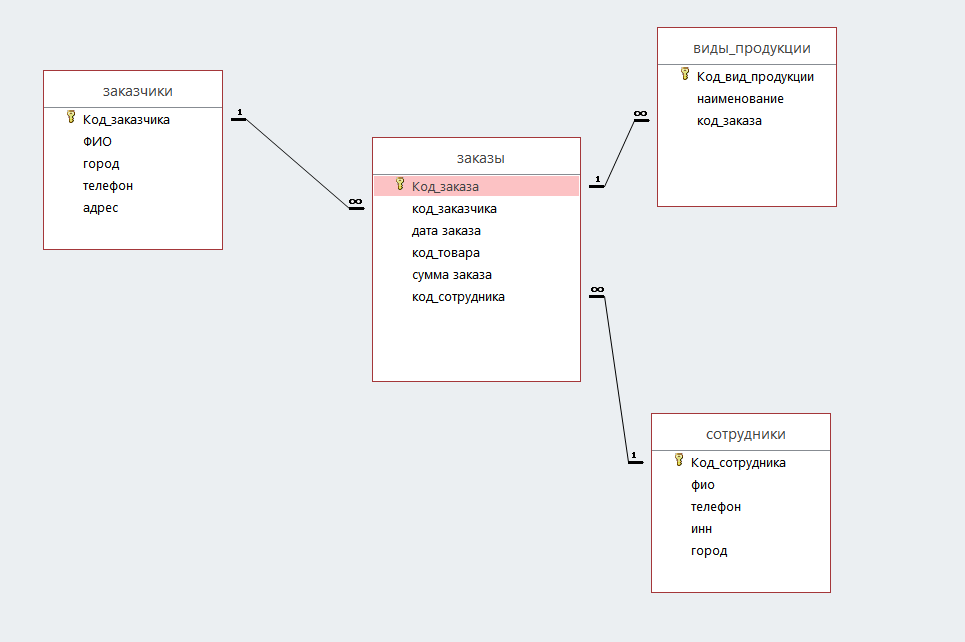 заказчики
Код_заказчика
ФИО
город
телефон
адрес
1
∞
заказы
Код_заказа
код_заказчика
дата заказа
код_товара
сумма заказа
код_сотрудника
1
∞
виды_продукции
Код_вид_продукции
наименование
код_заказа
∞
1
сотрудники
Код_сотрудника
фио
телефон
инн
город